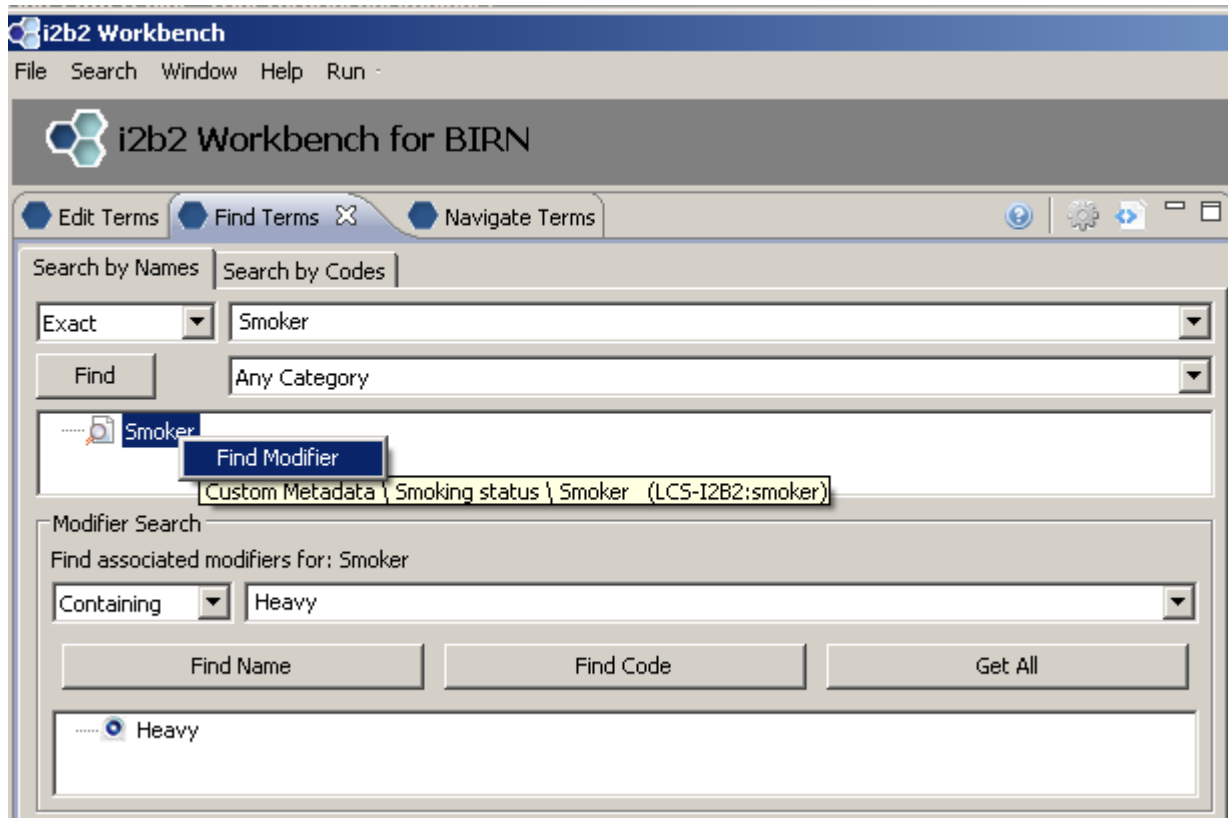 i2b2 Workbench
File Search Window Help Run
i2b2 Workbench for BIRN
Edit Terms Find Terms Navigate Terms
Search by Names Search by Codes
Exact Smoker
Find Any Category
Smoker
Find Modifier
Custom Metadata \ Smoking status \ Smoker (LCS-I2B2:smoker)
Modifier Search
Find associated modifiers for: Smoker
Containing Heavy
Find Name Find Code Get All
Heavy